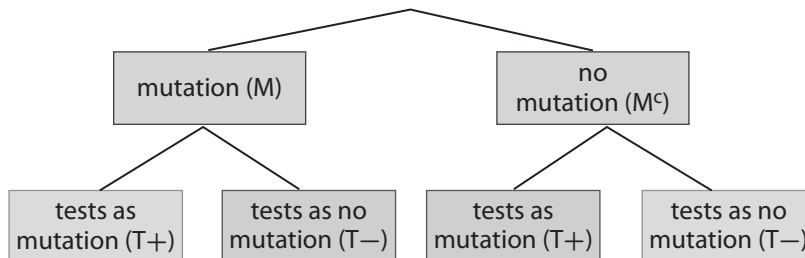 mutation (M)
no
mutation (Mᶜ)
tests as
mutation (T+)
tests as no
mutation (T−)
tests as
mutation (T+)
tests as no
mutation (T−)